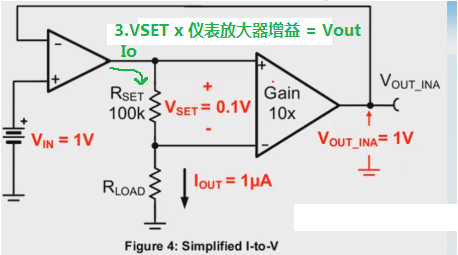 3.VSET x 仪表放大器增益 = Vout
Io
-
+
+
VIN = 1V
RSET
100k
+
VSET = 0.1V
-
+
-
Gain
10x
VOUT_INA
VOUT_INA= 1V
RLOAD
IOUT = 1µA
Figure 4: Simplified I-to-V